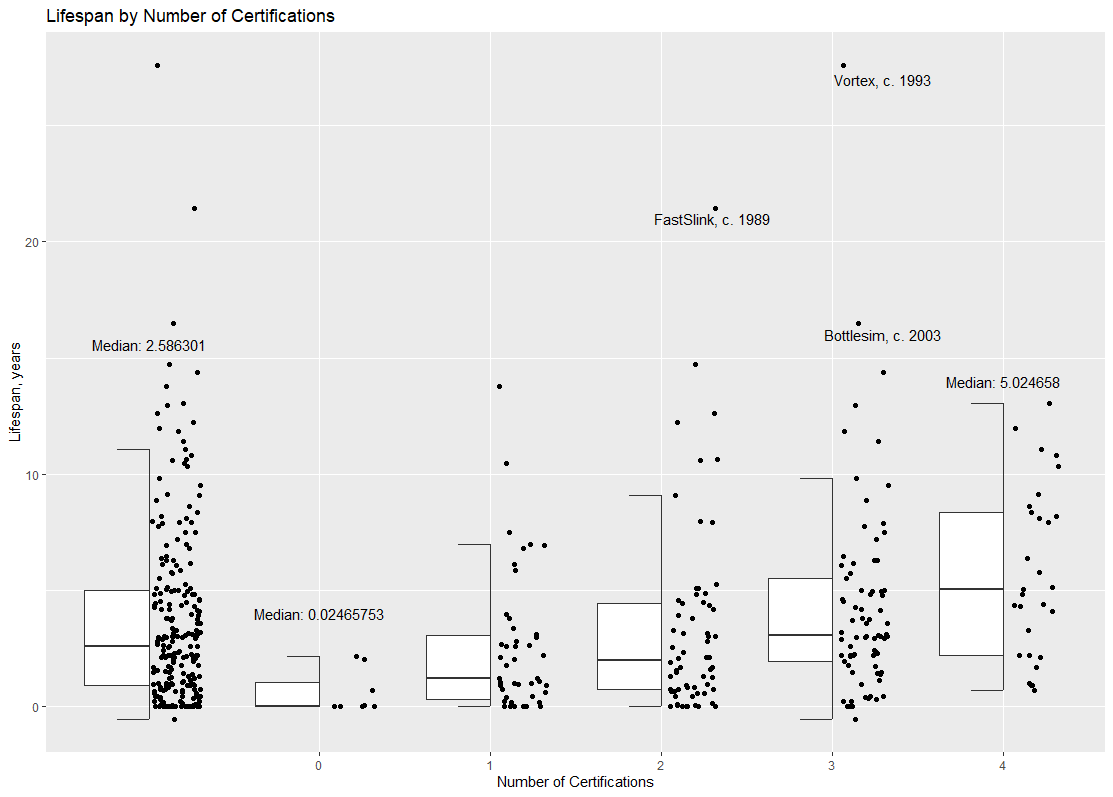 Lifespan by Number of Certifications
Vortex, c. 1993
FastSlink, c. 1989
Bottlesim, c. 2003
Median: 2.586301
Median: 5.024658
Median: 0.02465753
Lifespan, years
20
10
0
0
1
2
3
4
Number of Certifications